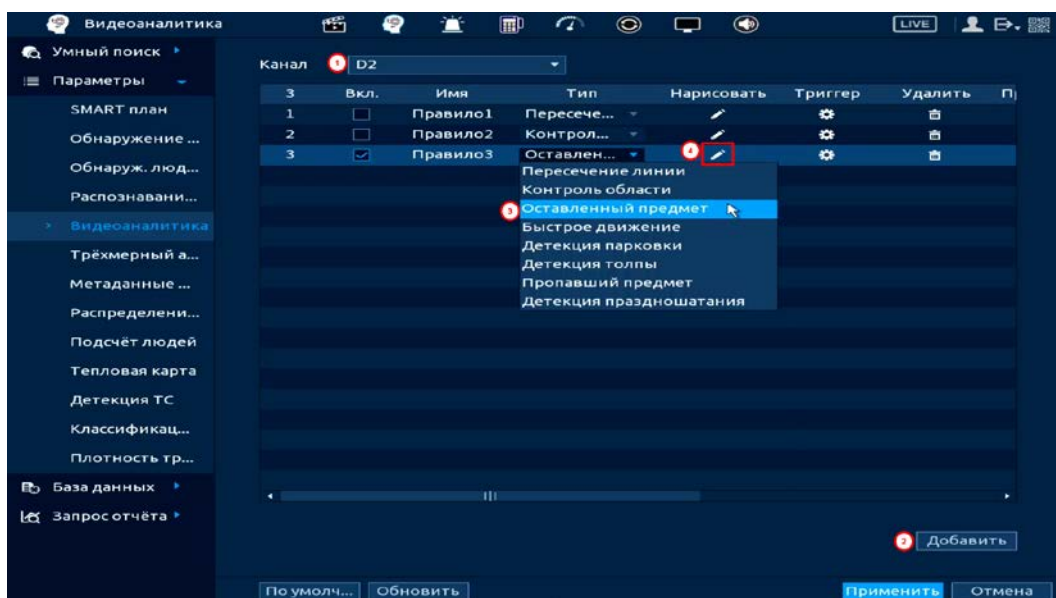 Видеоаналитика LIVE
Умный поиск
Параметры
SMART план
Обнаружение ...
Обнаруж. люд...
Распознавани...
Видеоаналитика
Трёхмерный а...
Метаданные ...
Распределени...
Подсчёт людей
Тепловая карта
Детекция ТС
Классификац...
Плотность тр...
База данных
Запрос отчёта
Канал 1 D2
3 Вкл. Имя Тип Нарисовать Триггер Удалить П
1 Правило1 Пересече...
2 Правило2 Контрол...
3 Правило3 Оставлен... 4
Пересечение линии
Контроль области
3 Оставленный предмет
Быстрое движение
Детекция парковки
Детекция толпы
Пропавший предмет
Детекция праздношатания
2 Добавить
По умолч... Обновить Применить Отмена